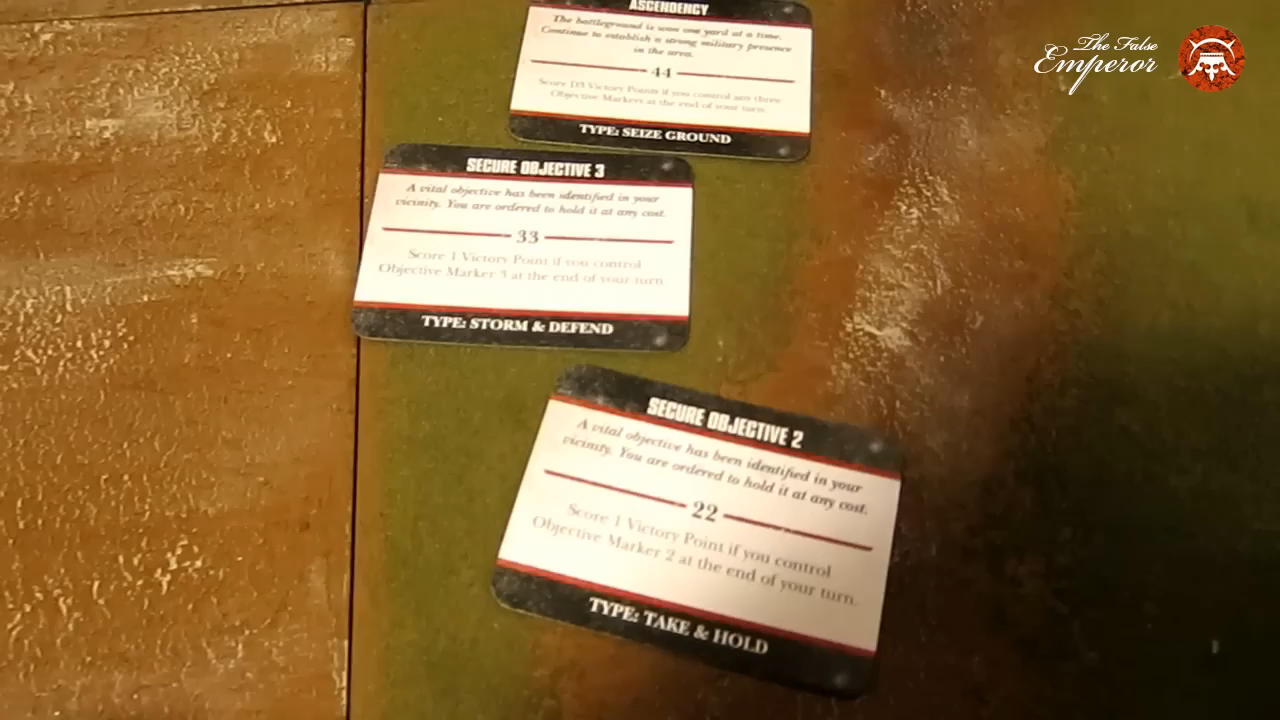 ASCENDENCY
The battleground is won one yard at a time.
Continue to establish a strong military presence
in the area.
44
Score D3 Victory Points if you control any three
Objective Markers at the end of your turn.
TYPE: SEIZE GROUND
SECURE OBJECTIVE 3
A vital objective has been identified in your
vicinity. You are ordered to hold it at any cost.
33
Score 1 Victory Point if you control
Objective Marker 3 at the end of your turn.
TYPE: STORM & DEFEND
SECURE OBJECTIVE 2
A vital objective has been identified in your
vicinity. You are ordered to hold it at any cost.
22
Score 1 Victory Point if you control
Objective Marker 2 at the end of your turn.
TYPE: TAKE & HOLD
The False
Emperor